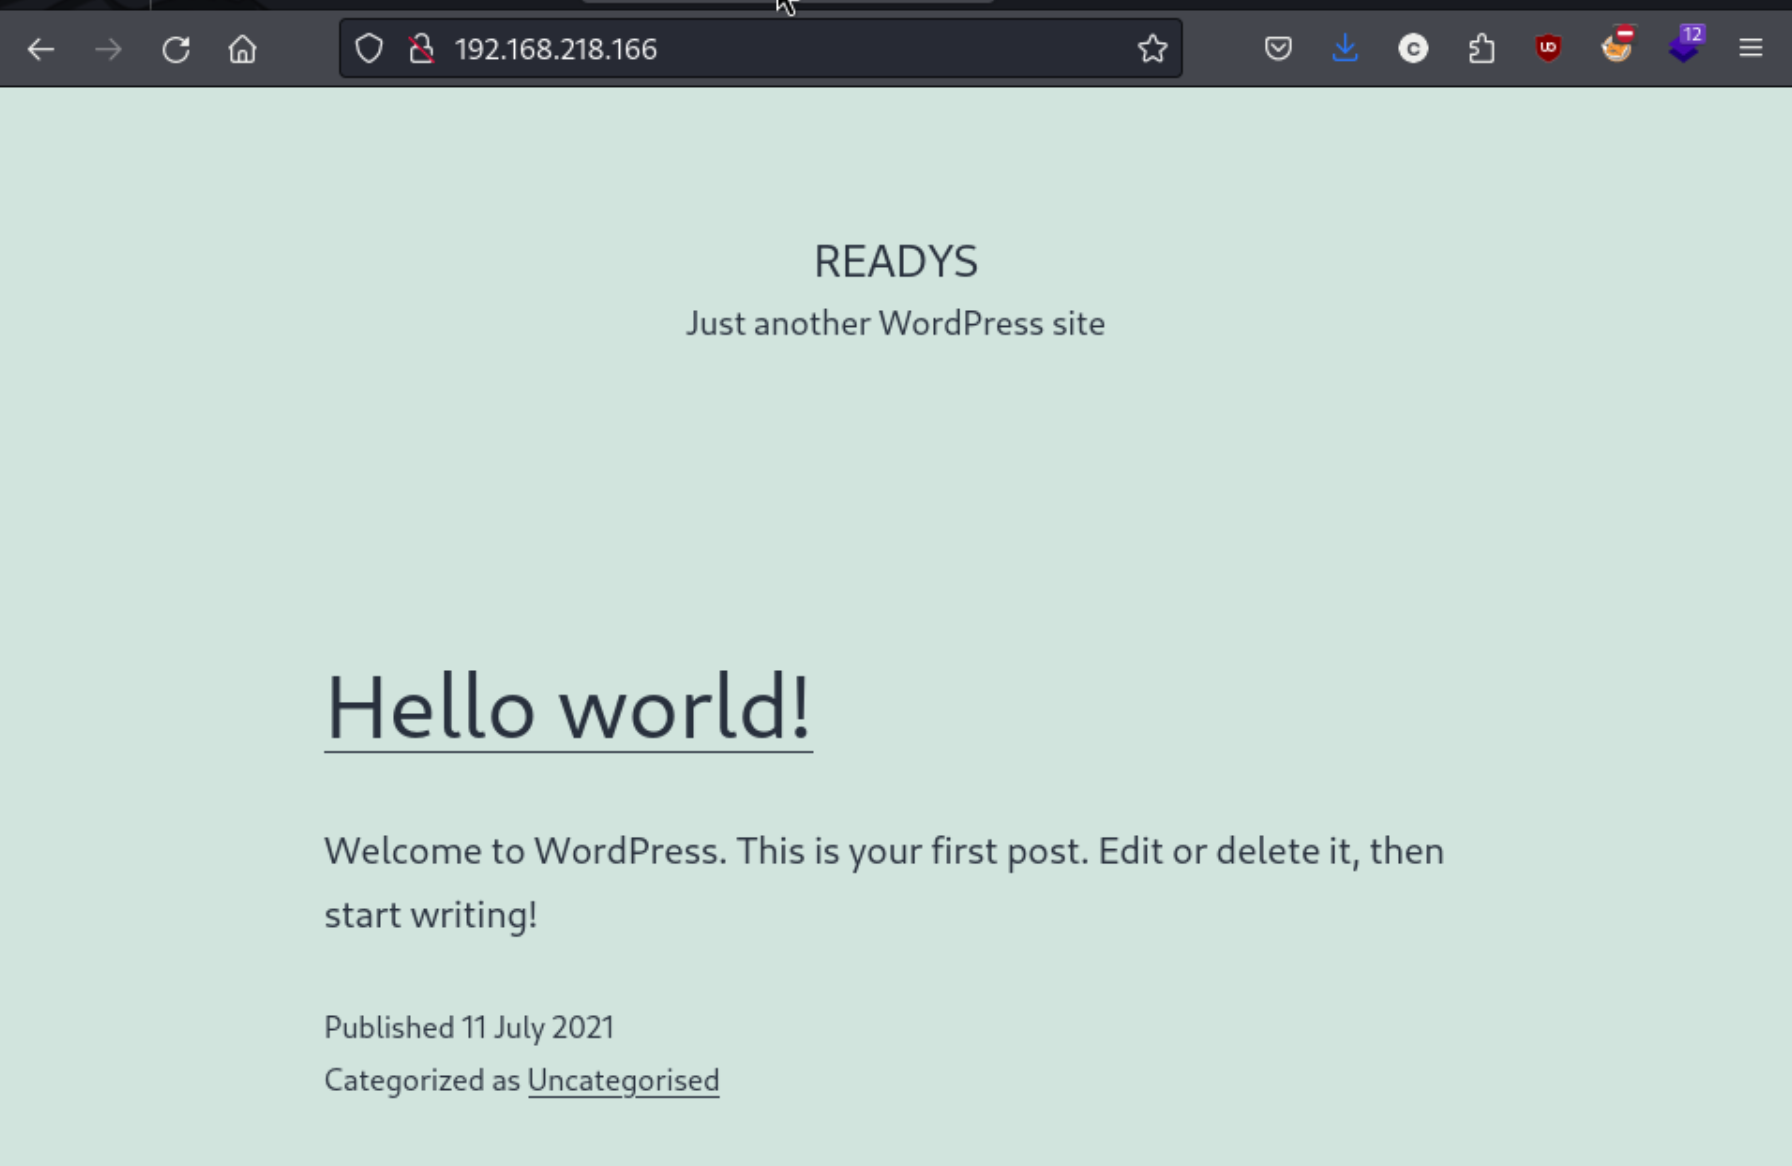 192.168.218.166
12
READYS
Just another WordPress site
Hello world!
Welcome to WordPress. This is your first post. Edit or delete it, then
start writing!
Published 11 July 2021
Categorized as Uncategorised